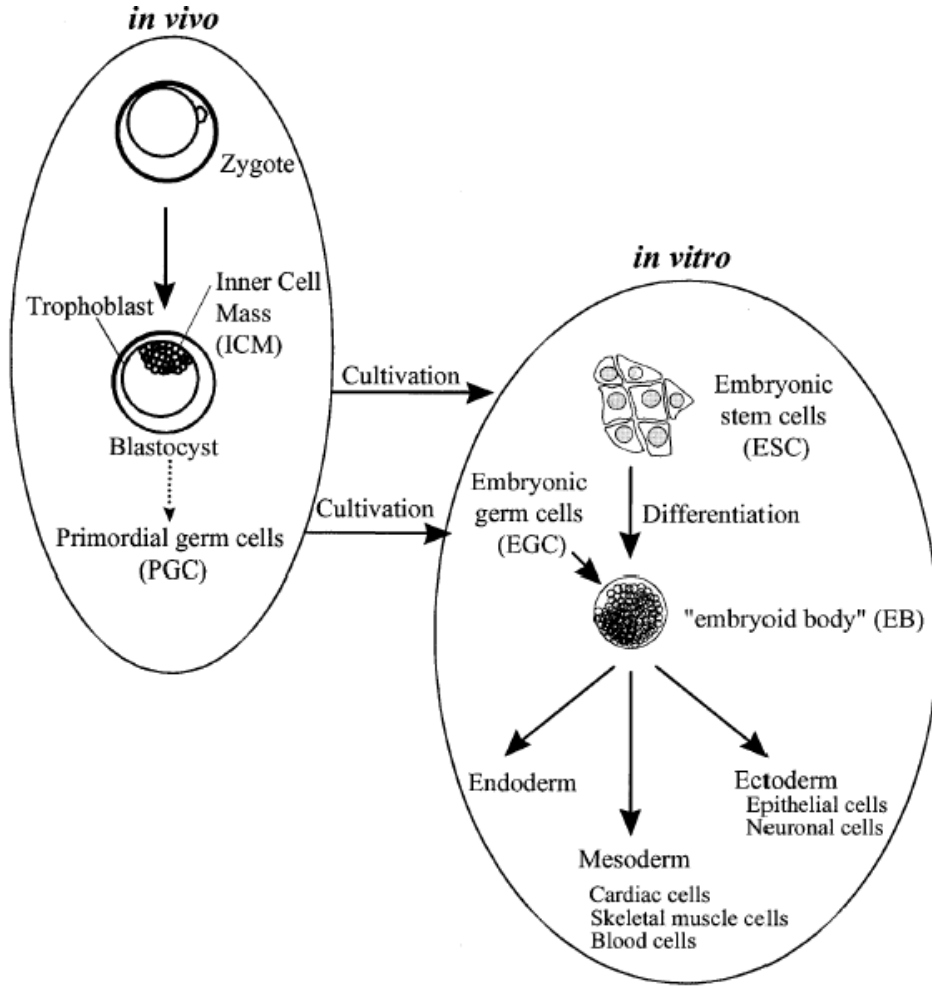 in vivo
Zygote
Trophoblast
Inner Cell
Mass
(ICM)
Blastocyst
Primordial germ cells
(PGC)
Cultivation
Cultivation
in vitro
Embryonic
stem cells
(ESC)
Embryonic
germ cells
(EGC)
Differentiation
"embryoid body" (EB)
Endoderm
Ectoderm
Epithelial cells
Neuronal cells
Mesoderm
Cardiac cells
Skeletal muscle cells
Blood cells